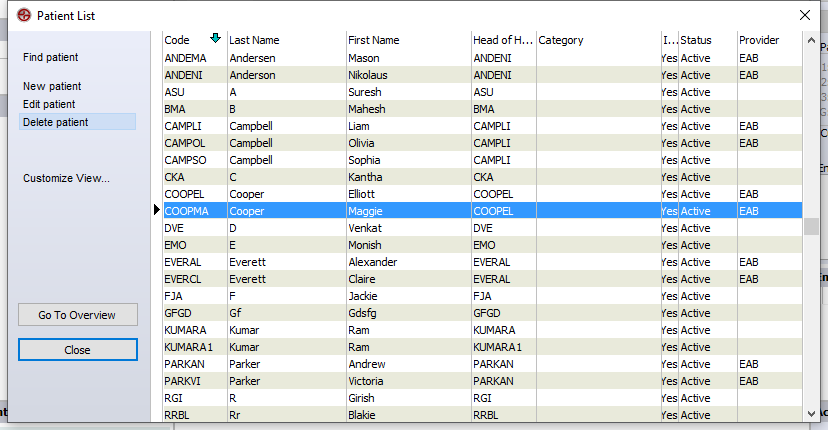 Patient List
Find patient
New patient
Edit patient
Delete patient
Customize View...
Go To Overview
Close
Code Last Name First Name Head of H... Category I... Status Provider
ANDEMA Andersen Mason ANDENI Yes Active EAB
ANDENI Anderson Nikolaus ANDENI Yes Active EAB
ASU A Suresh ASU Yes Active
BMA B Mahesh BMA Yes Active
CAMPLI Campbell Liam CAMPLI Yes Active EAB
CAMPOL Campbell Olivia CAMPLI Yes Active EAB
CAMPSO Campbell Sophia CAMPLI Yes Active
CKA C Kantha CKA Yes Active
COOPEL Cooper Elliott COOPEL Yes Active EAB
COOPMA Cooper Maggie COOPEL Yes Active EAB
DVE D Venkat DVE Yes Active
EMO E Monish EMO Yes Active
EVERAL Everett Alexander EVERAL Yes Active EAB
EVERCL Everett Claire EVERAL Yes Active EAB
FJA F Jackie FJA Yes Active
GFGD Gf Gdsfg GFGD Yes Active
KUMARA Kumar Ram KUMARA Yes Active
KUMARA1 Kumar Ram KUMARA1 Yes Active
PARKAN Parker Andrew PARKAN Yes Active EAB
PARKVI Parker Victoria PARKAN Yes Active EAB
RGI R Girish RGI Yes Active
RRBL Rr Blakie RRBL Yes Active